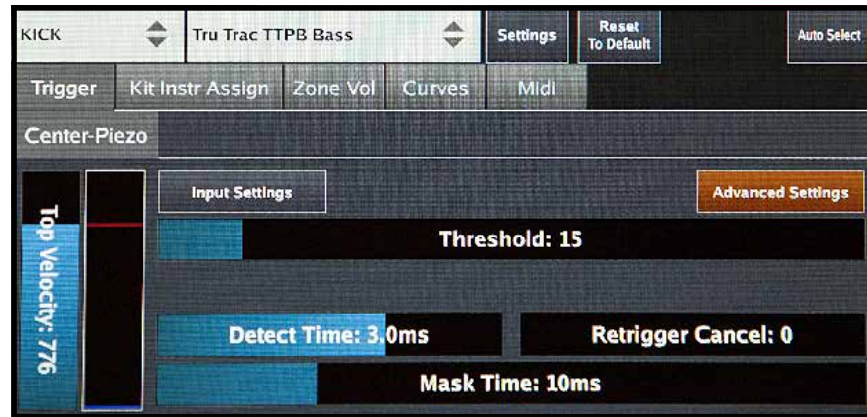 KICK
Tru Trac TTPB Bass
Settings
Reset
To Default
Auto Select
Trigger
Kit Instr Assign
Zone Vol
Curves
Midi
Center-Piezo
Input Settings
Advanced Settings
Top Velocity: 776
Threshold: 15
Detect Time: 3.0ms
Retrigger Cancel: 0
Mask Time: 10ms